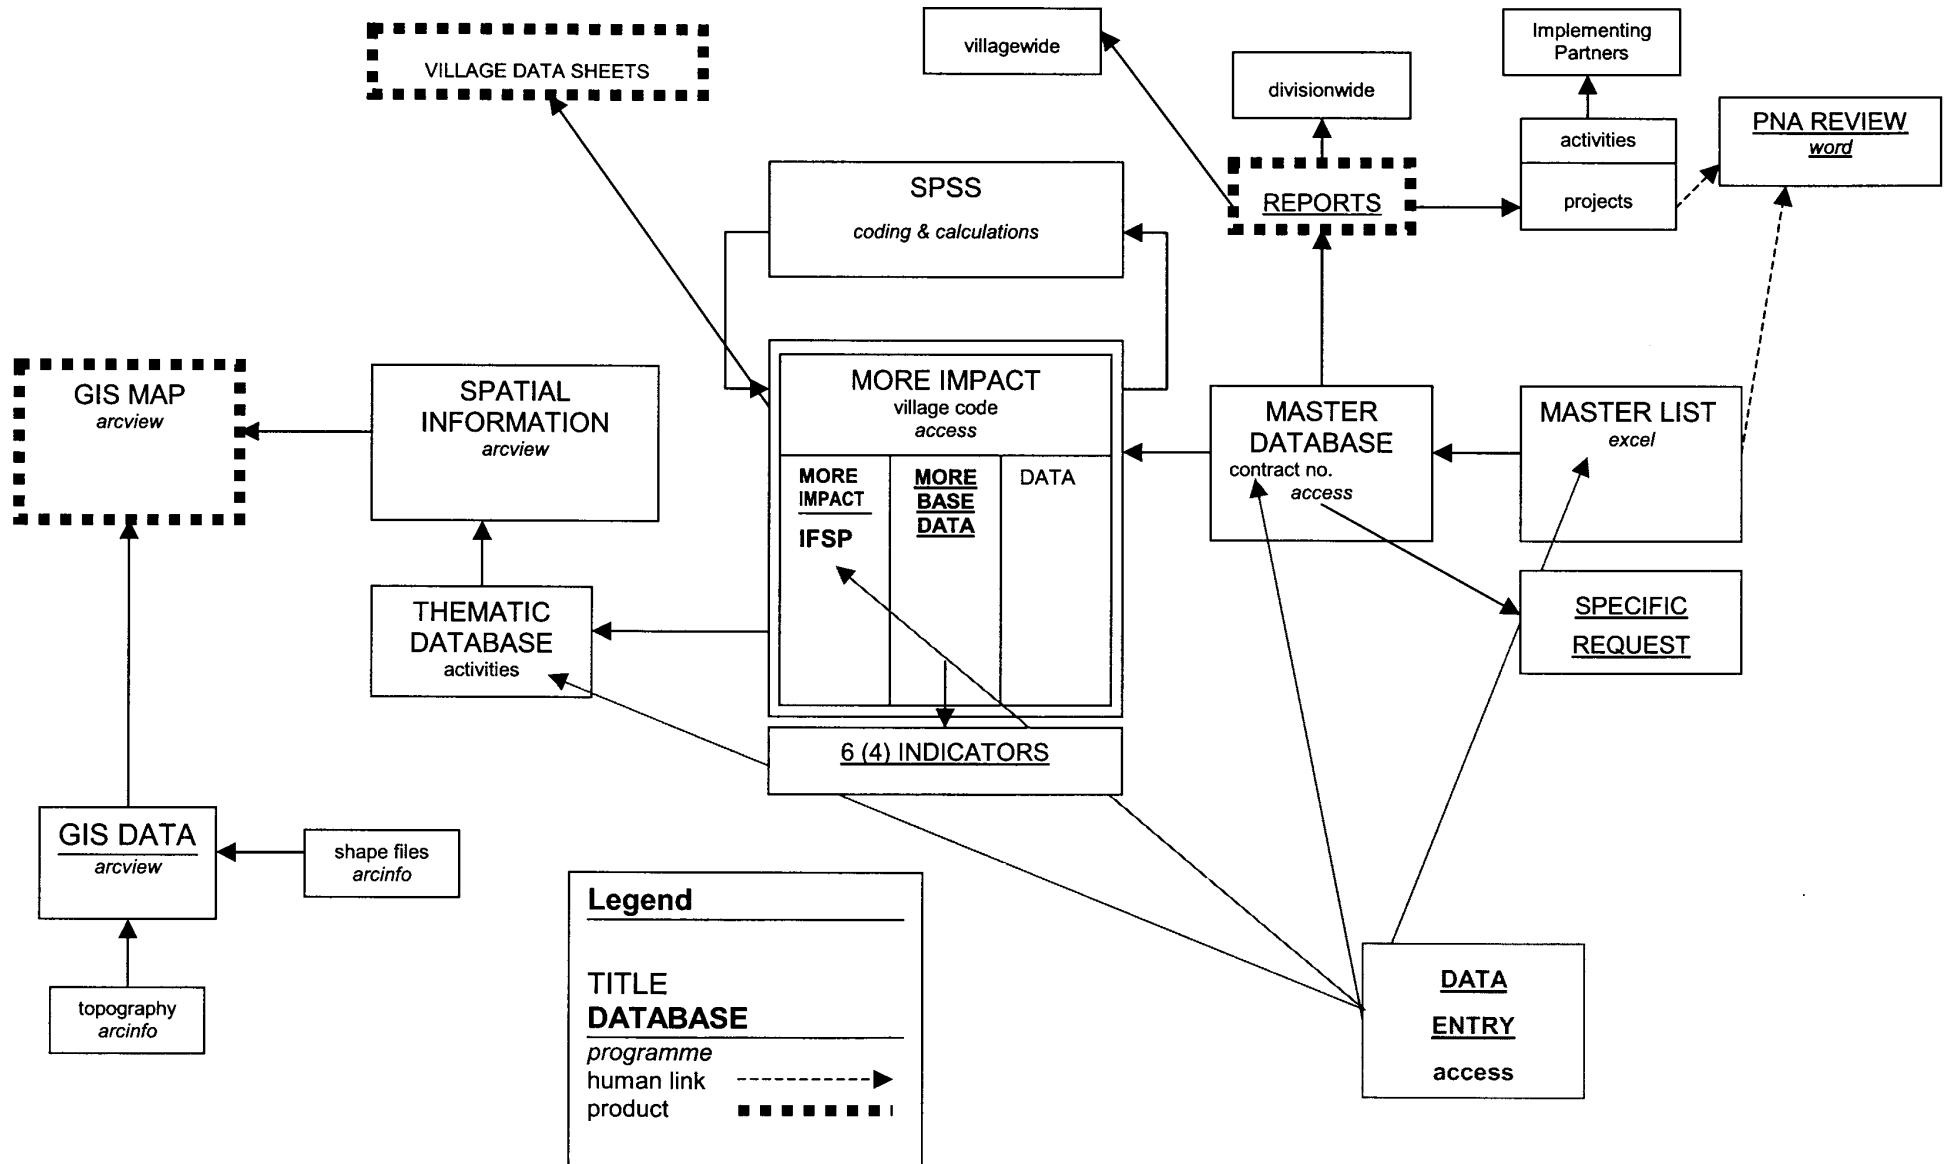 VILLAGE DATA SHEETS
villagewide
divisionwide
Implementing
Partners
activities
projects
PNA REVIEW
word
SPSS
coding & calculations
REPORTS
GIS MAP
arcview
SPATIAL
INFORMATION
arcview
MORE IMPACT
village code
access
MORE
IMPACT
IFSP
MORE
BASE
DATA
DATA
MASTER
DATABASE
contract no.
access
MASTER LIST
excel
SPECIFIC
REQUEST
THEMATIC
DATABASE
activities
6 (4) INDICATORS
GIS DATA
arcview
shape files
arcinfo
topography
arcinfo
Legend
TITLE
DATABASE
programme
human link
product
DATA
ENTRY
access